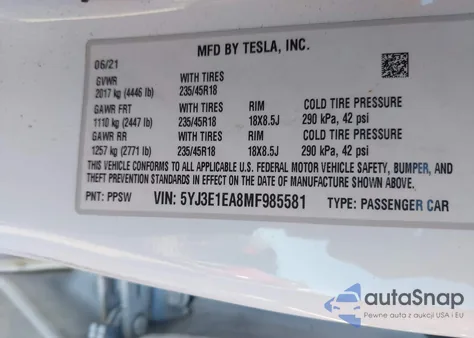 MFD BY TESLA, INC.
06/21
GVWR WITH TIRES
2017 kg (4446 lb) 235/45R18
GAWR FRT WITH TIRES RIM COLD TIRE PRESSURE
1110 kg (2447 lb) 235/45R18 18X8.5J 290 kPa, 42 psi
GAWR RR WITH TIRES RIM COLD TIRE PRESSURE
1257 kg (2771 lb) 235/45R18 18X8.5J 290 kPa, 42 psi
THIS VEHICLE CONFORMS TO ALL APPLICABLE U.S. FEDERAL MOTOR VEHICLE SAFETY, BUMPER, AND
THEFT PREVENTION STANDARDS IN EFFECT ON THE DATE OF MANUFACTURE SHOWN ABOVE.
PNT: PPSW VIN: 5YJ3E1EA8MF985581 TYPE: PASSENGER CAR
autoSnap
Pewne auta z aukcji USA i EU